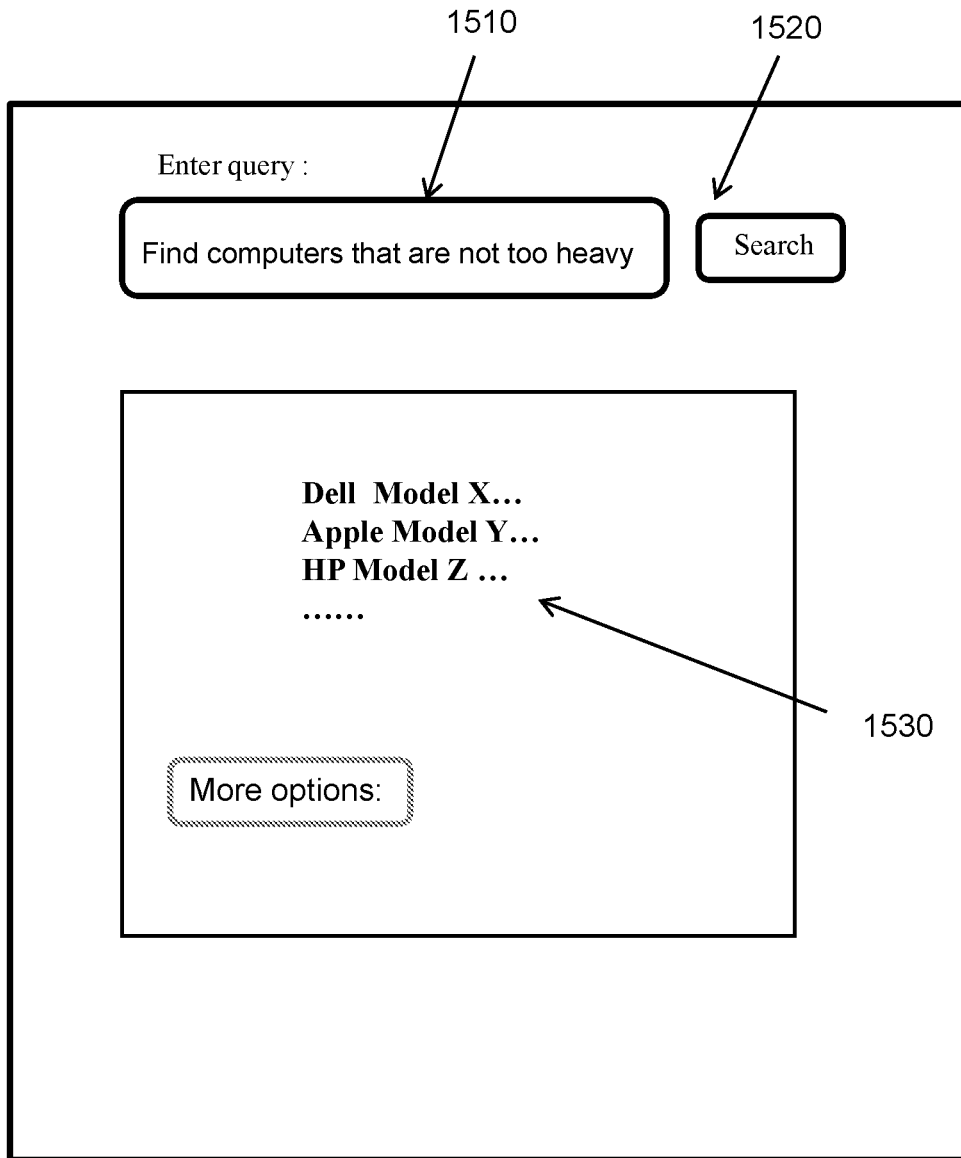 1510
1520
Enter query :
Find computers that are not too heavy
Search
Dell  Model X...
Apple Model Y...
HP Model Z ...
......
1530
More options: